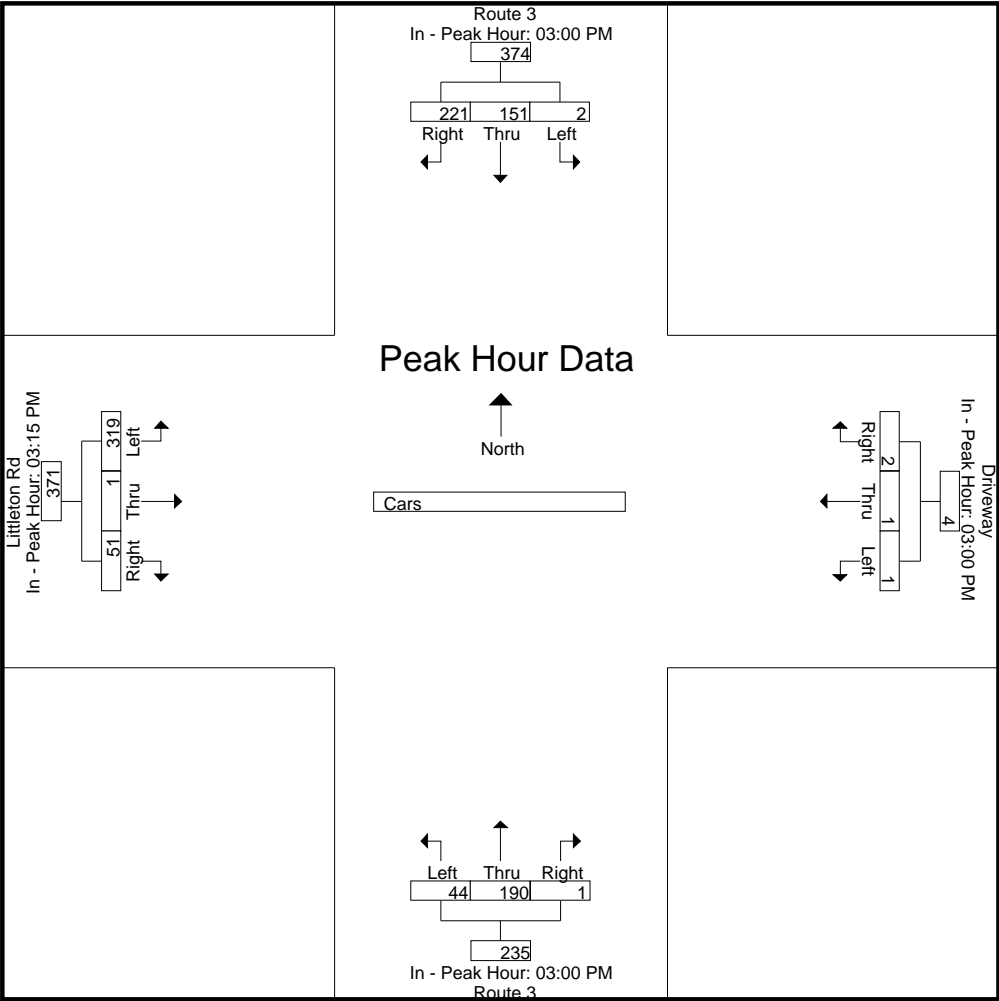 Route 3
In - Peak Hour: 03:00 PM
374
221 151 2
Right Thru Left
Peak Hour Data
North
Cars
Littleton Rd
In - Peak Hour: 03:15 PM
371
319 1 51
Left Thru Right
Driveway
In - Peak Hour: 03:00 PM
4
2 1 1
Right Thru Left
Left Thru Right
44 190 1
235
In - Peak Hour: 03:00 PM
Route 3